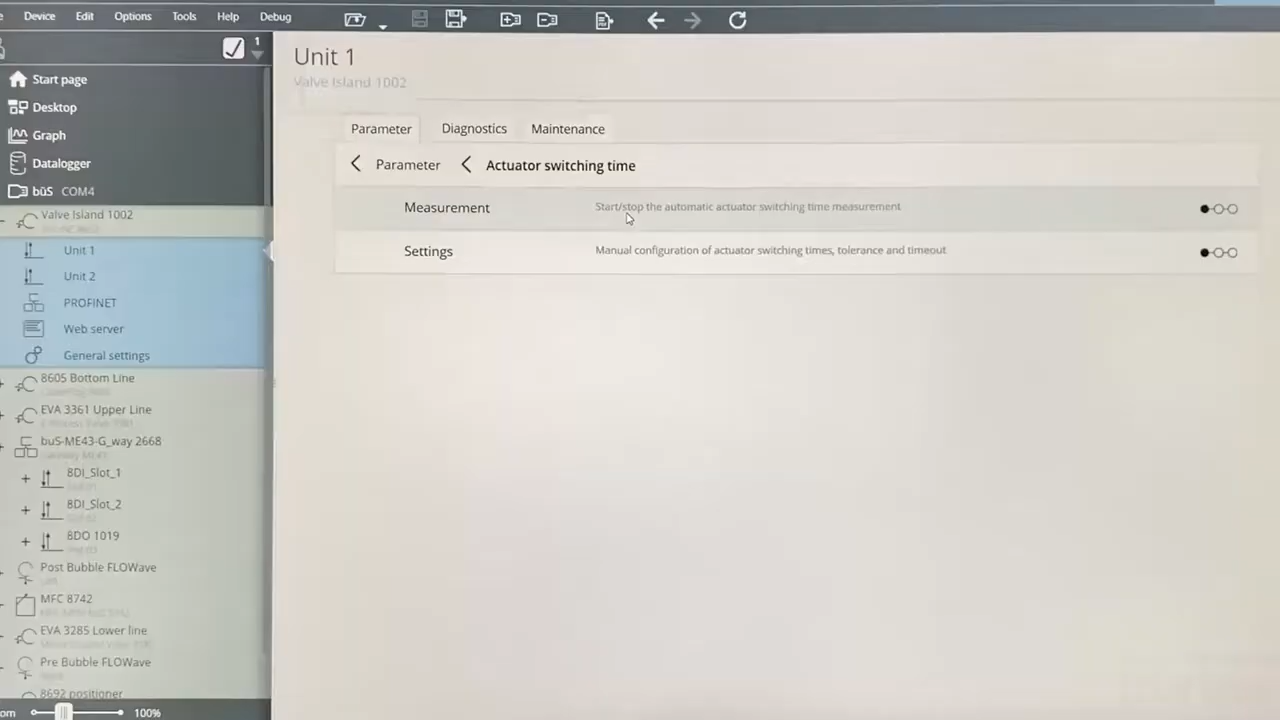 Device Edit Options Tools Help Debug
1
Start page
Desktop
Graph
Datalogger
büS COM4
Valve Island 1002
Unit 1
Unit 2
PROFINET
Web server
General settings
8605 Bottom Line
EVA 3361 Upper Line
buS-ME43-G_way 2668
8DI_Slot_1
8DI_Slot_2
8DO 1019
Post Bubble FLOWave
MFC 8742
EVA 3285 Lower line
Pre Bubble FLOWave
8692 positioner
100%
Unit 1
Valve Island 1002
Parameter Diagnostics Maintenance
Parameter Actuator switching time
Measurement Start/stop the automatic actuator switching time measurement
Settings Manual configuration of actuator switching times, tolerance and timeout